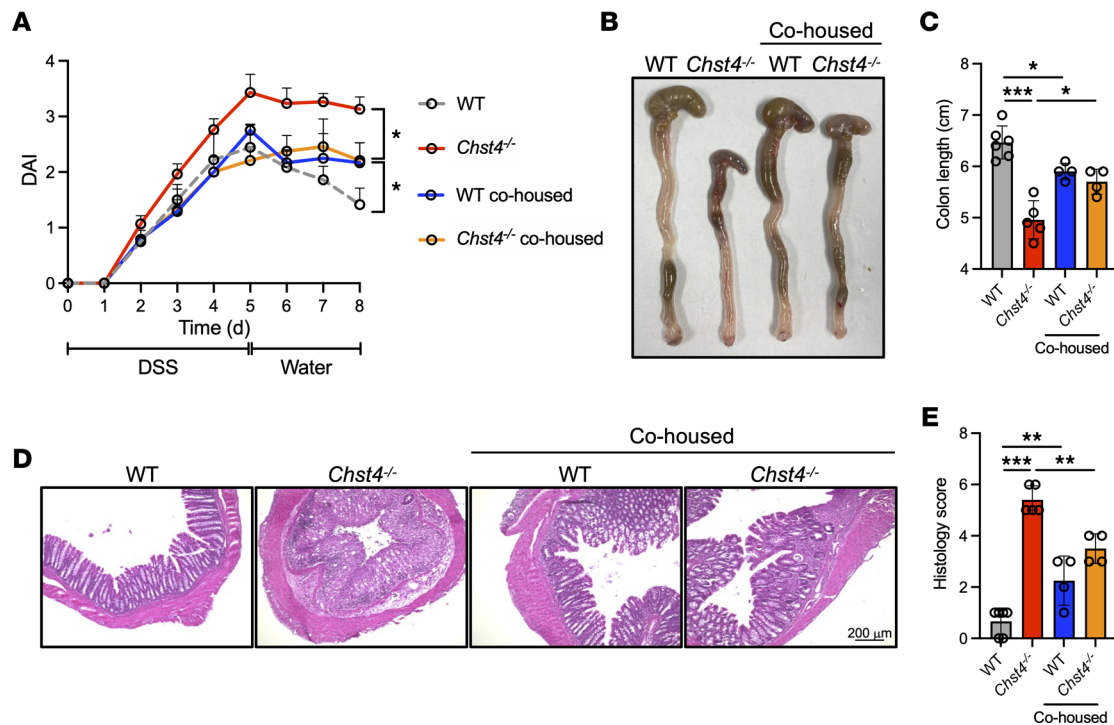 A
4
3
2
1
0
DAI
0 1 2 3 4 5 6 7 8
Time (d)
DSS Water
*
*
WT
Chst4-/-
WT co-housed
Chst4-/- co-housed
B
Co-housed
WT Chst4-/- WT Chst4-/-
C
8
7
6
5
4
Colon length (cm)
*
*** *
WT
Chst4-/-
WT
Chst4-/-
Co-housed
D
Co-housed
WT Chst4-/- WT Chst4-/-
200 μm
E
8
6
4
2
0
Histology score
**
*** **
WT
Chst4-/-
WT
Chst4-/-
Co-housed